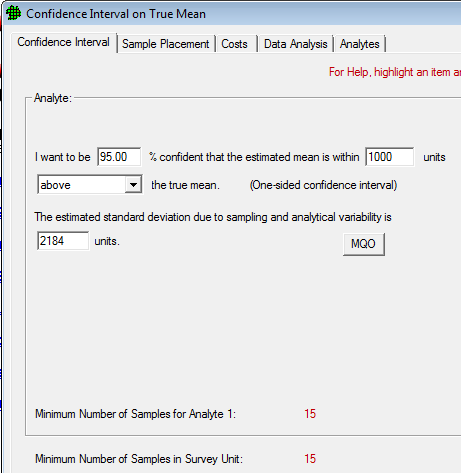 Confidence Interval on True Mean
Confidence Interval Sample Placement Costs Data Analysis Analytes
For Help, highlight an item a
Analyte:
I want to be 95.00 % confident that the estimated mean is within 1000 units
above the true mean. (One-sided confidence interval)
The estimated standard deviation due to sampling and analytical variability is
2184 units. MQO
Minimum Number of Samples for Analyte 1: 15
Minimum Number of Samples in Survey Unit: 15